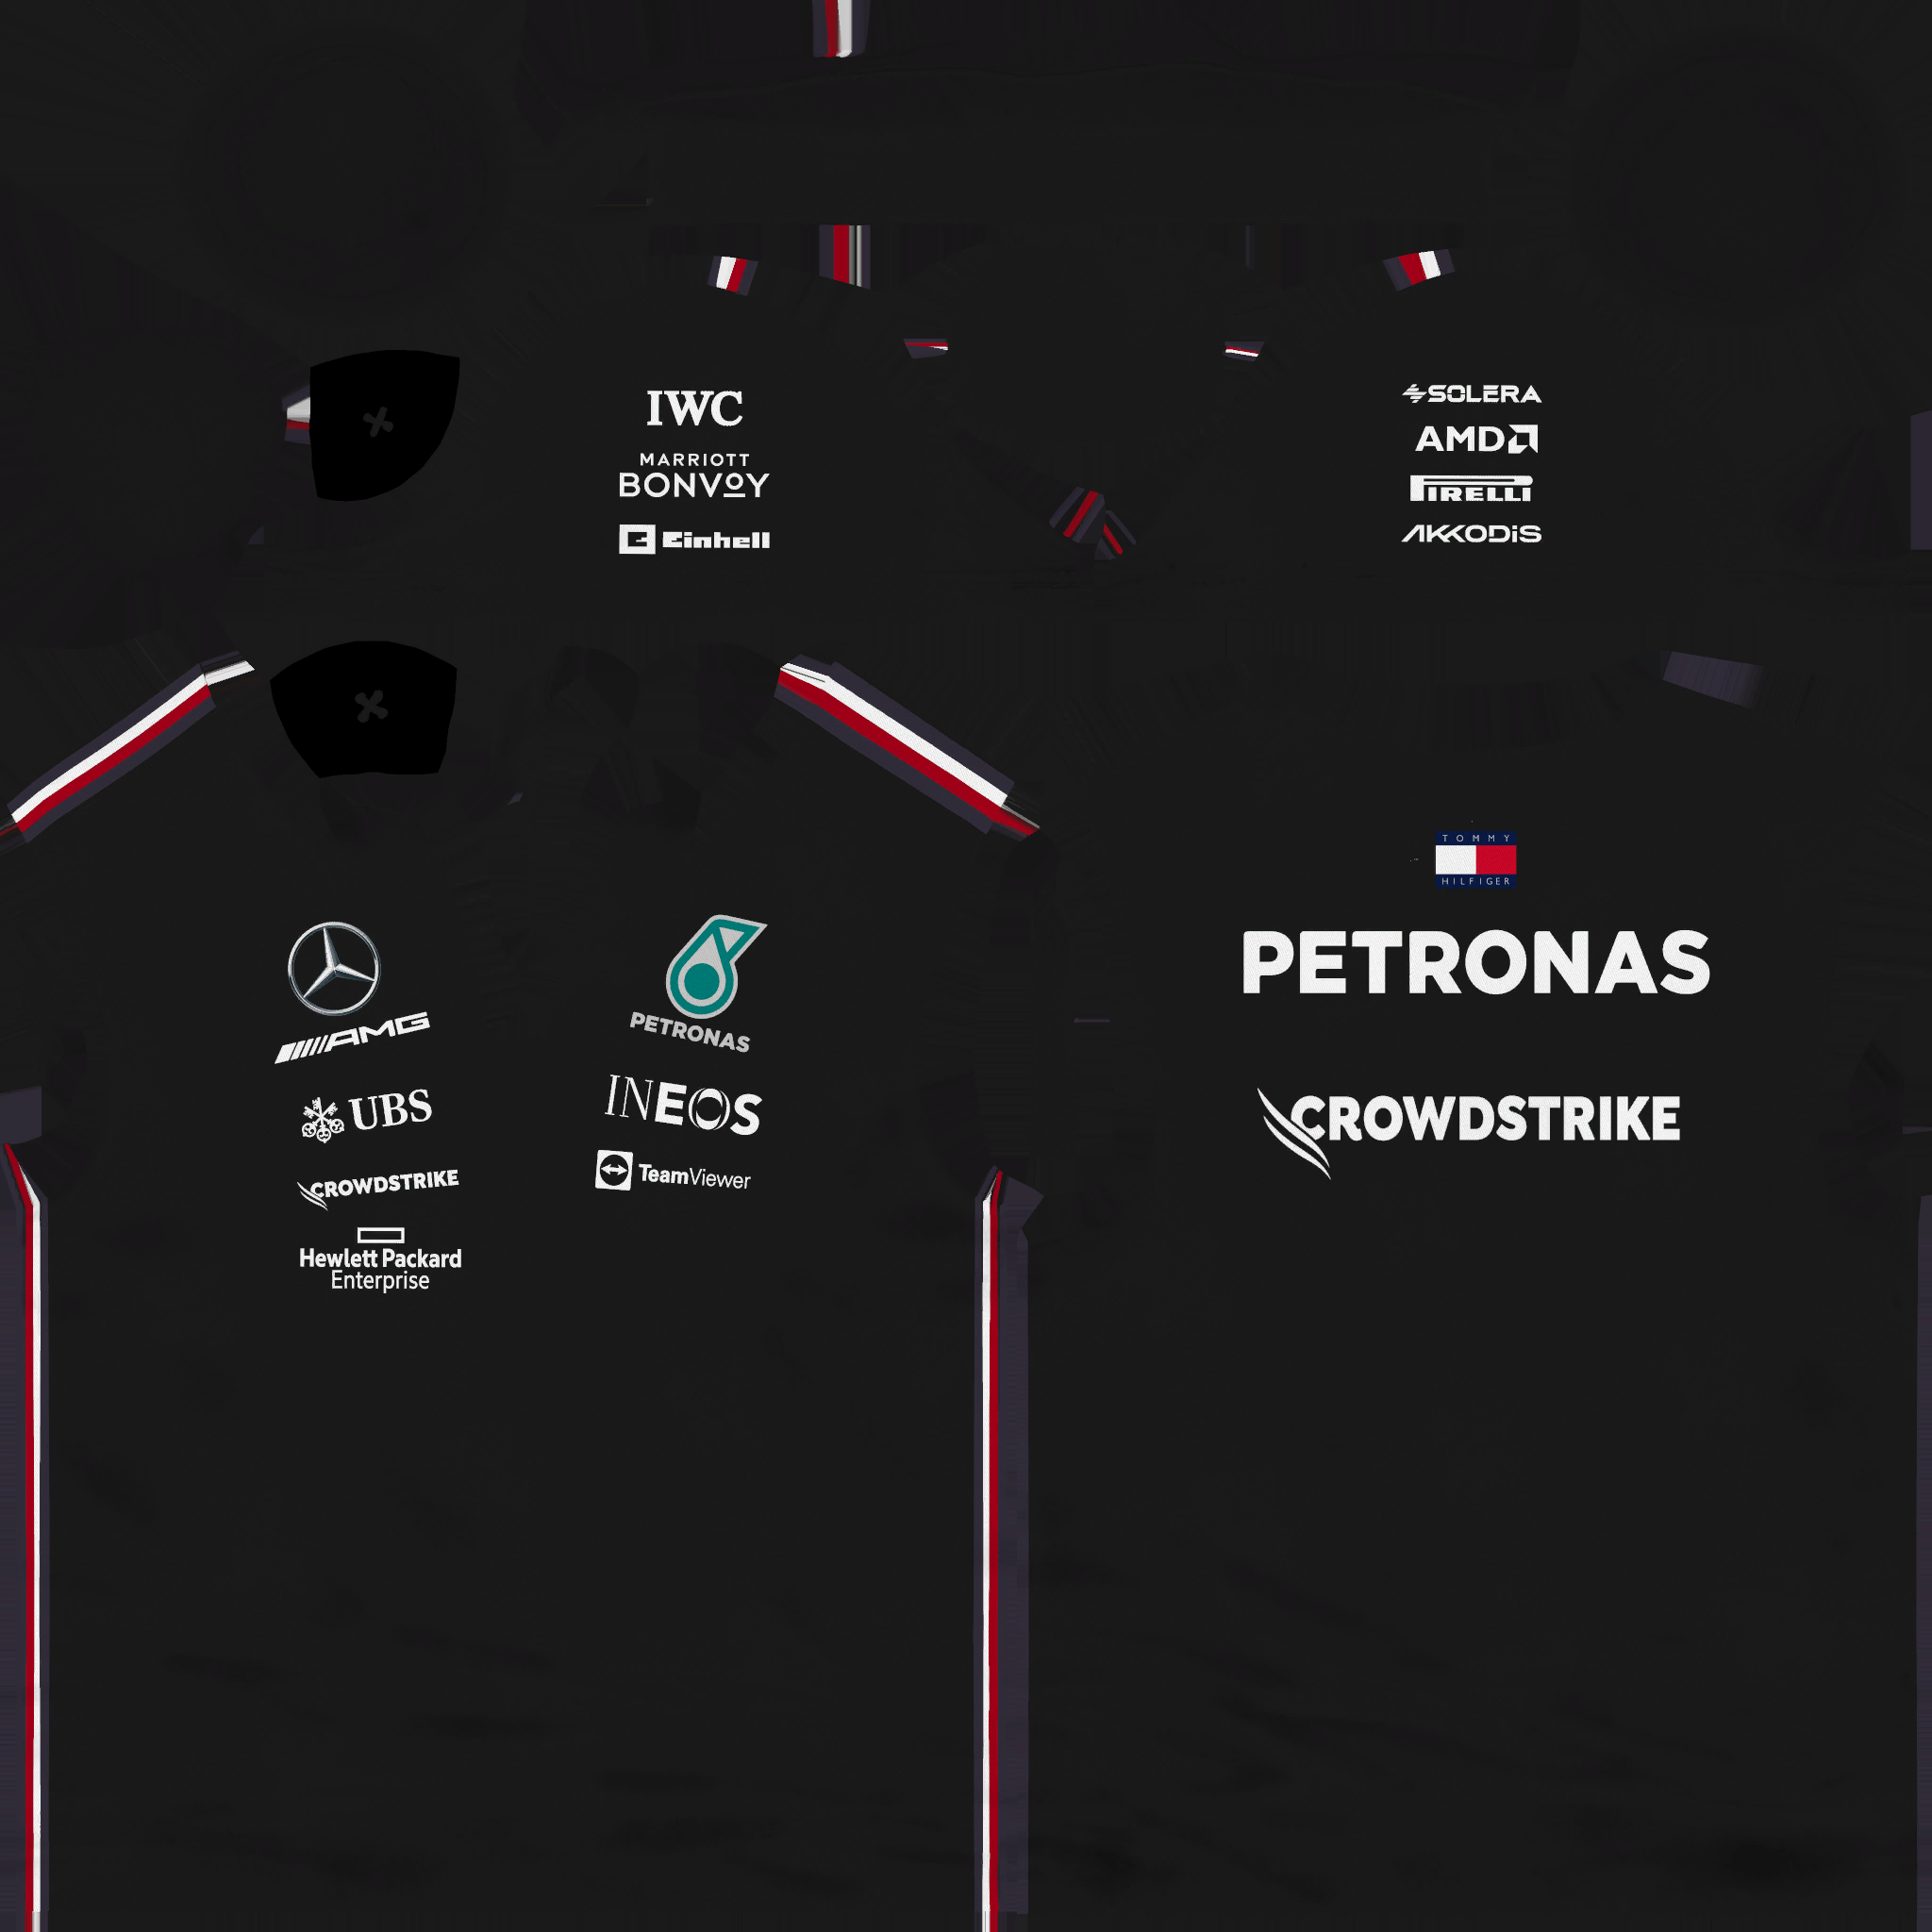 IWC
MARRIOTT
BONVOY
Einhell
SOLERA
AMD
PIRELLI
AKKODiS
TOMMY
HILFIGER
PETRONAS
CROWDSTRIKE
AMG
UBS
CROWDSTRIKE
Hewlett Packard
Enterprise
PETRONAS
INEOS
TeamViewer